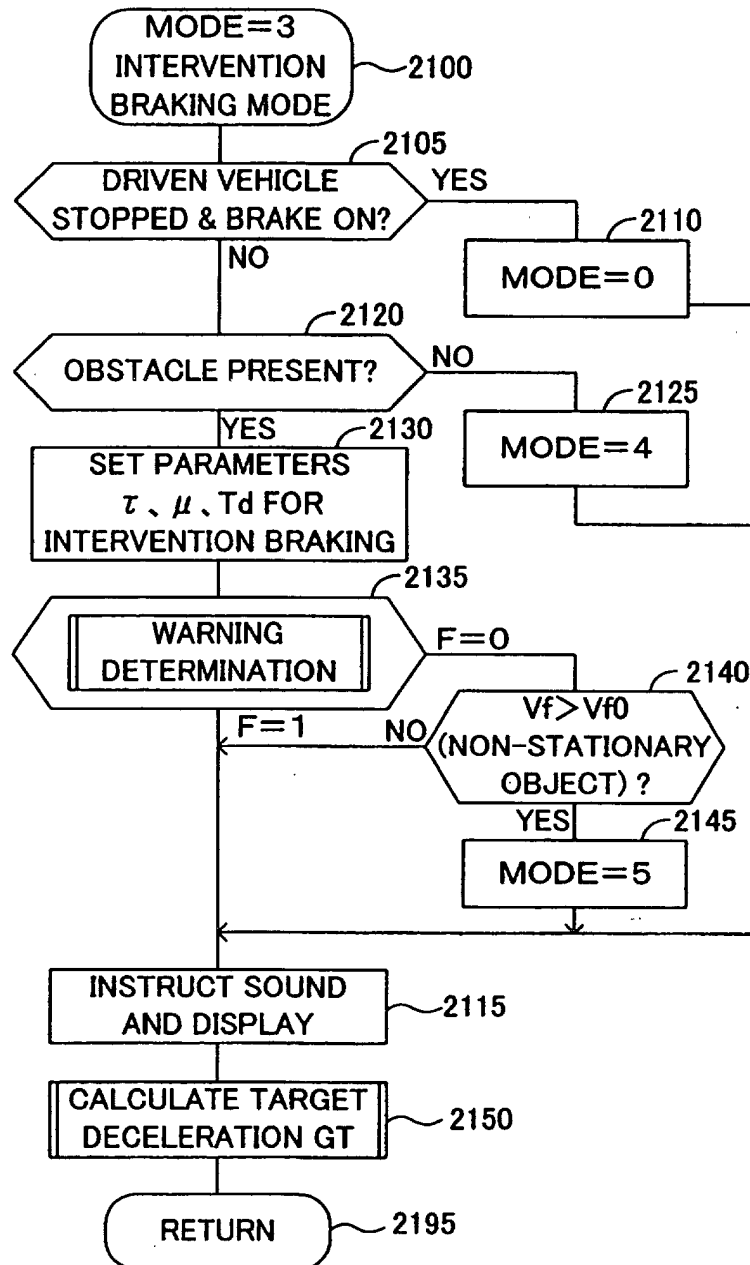 MODE=3
INTERVENTION
BRAKING MODE
2100
2105
DRIVEN VEHICLE
STOPPED & BRAKE ON?
YES
NO
2110
MODE=0
2120
OBSTACLE PRESENT?
NO
YES
2125
MODE=4
2130
SET PARAMETERS
τ、μ、Td FOR
INTERVENTION BRAKING
2135
WARNING
DETERMINATION
F=0
F=1
2140
Vf>Vf0
(NON-STATIONARY
OBJECT)?
NO
YES
2145
MODE=5
INSTRUCT SOUND
AND DISPLAY
2115
CALCULATE TARGET
DECELERATION GT
2150
RETURN
2195